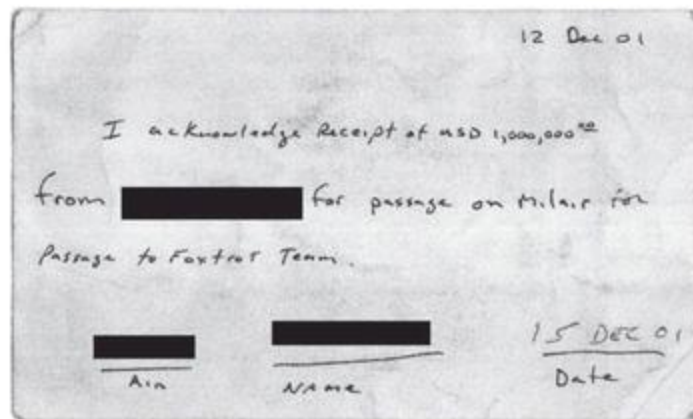 12 Dec 01
I acknowledge Receipt of USD 1,000,000.00
from for passage on Milair for
Passage to Foxtrot Team.
15 DEC 01
Name Date